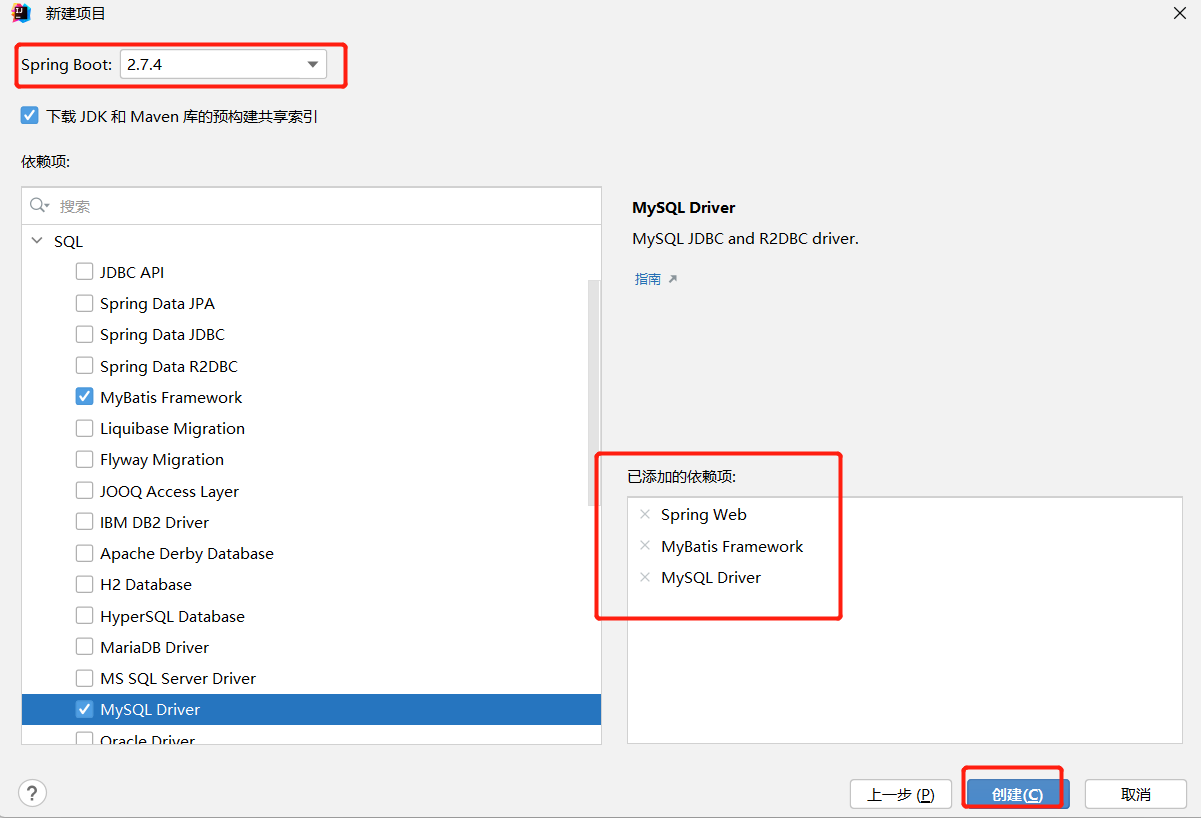 新建项目
Spring Boot: 2.7.4
下载 JDK 和 Maven 库的预构建共享索引
依赖项:
搜索
SQL
JDBC API
Spring Data JPA
Spring Data JDBC
Spring Data R2DBC
MyBatis Framework
Liquibase Migration
Flyway Migration
JOOQ Access Layer
IBM DB2 Driver
Apache Derby Database
H2 Database
HyperSQL Database
MariaDB Driver
MS SQL Server Driver
MySQL Driver
Oracle Driver
MySQL Driver
MySQL JDBC and R2DBC driver.
指南
已添加的依赖项:
Spring Web
MyBatis Framework
MySQL Driver
?
上一步 (P)
创建(C)
取消